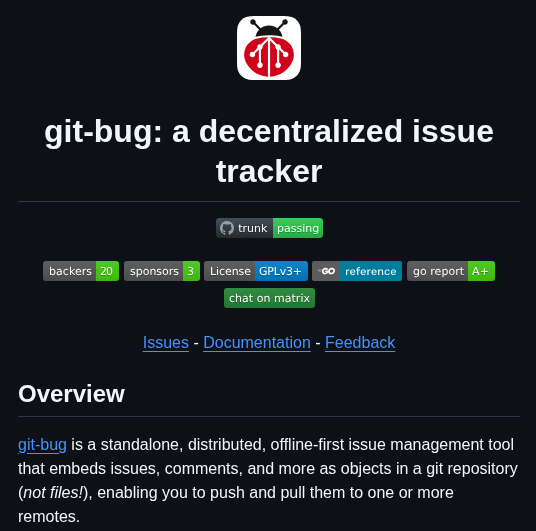 git-bug: a decentralized issue
tracker
trunk passing
backers 20 sponsors 3 License GPLv3+ GO reference go report A+
chat on matrix
Issues - Documentation - Feedback
Overview
git-bug is a standalone, distributed, offline-first issue management tool
that embeds issues, comments, and more as objects in a git repository
(not files!), enabling you to push and pull them to one or more
remotes.